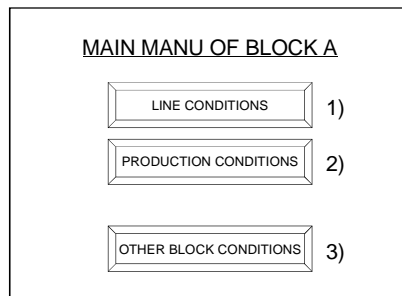 MAIN MANU OF BLOCK A
LINE CONDITIONS 1)
PRODUCTION CONDITIONS 2)
OTHER BLOCK CONDITIONS 3)